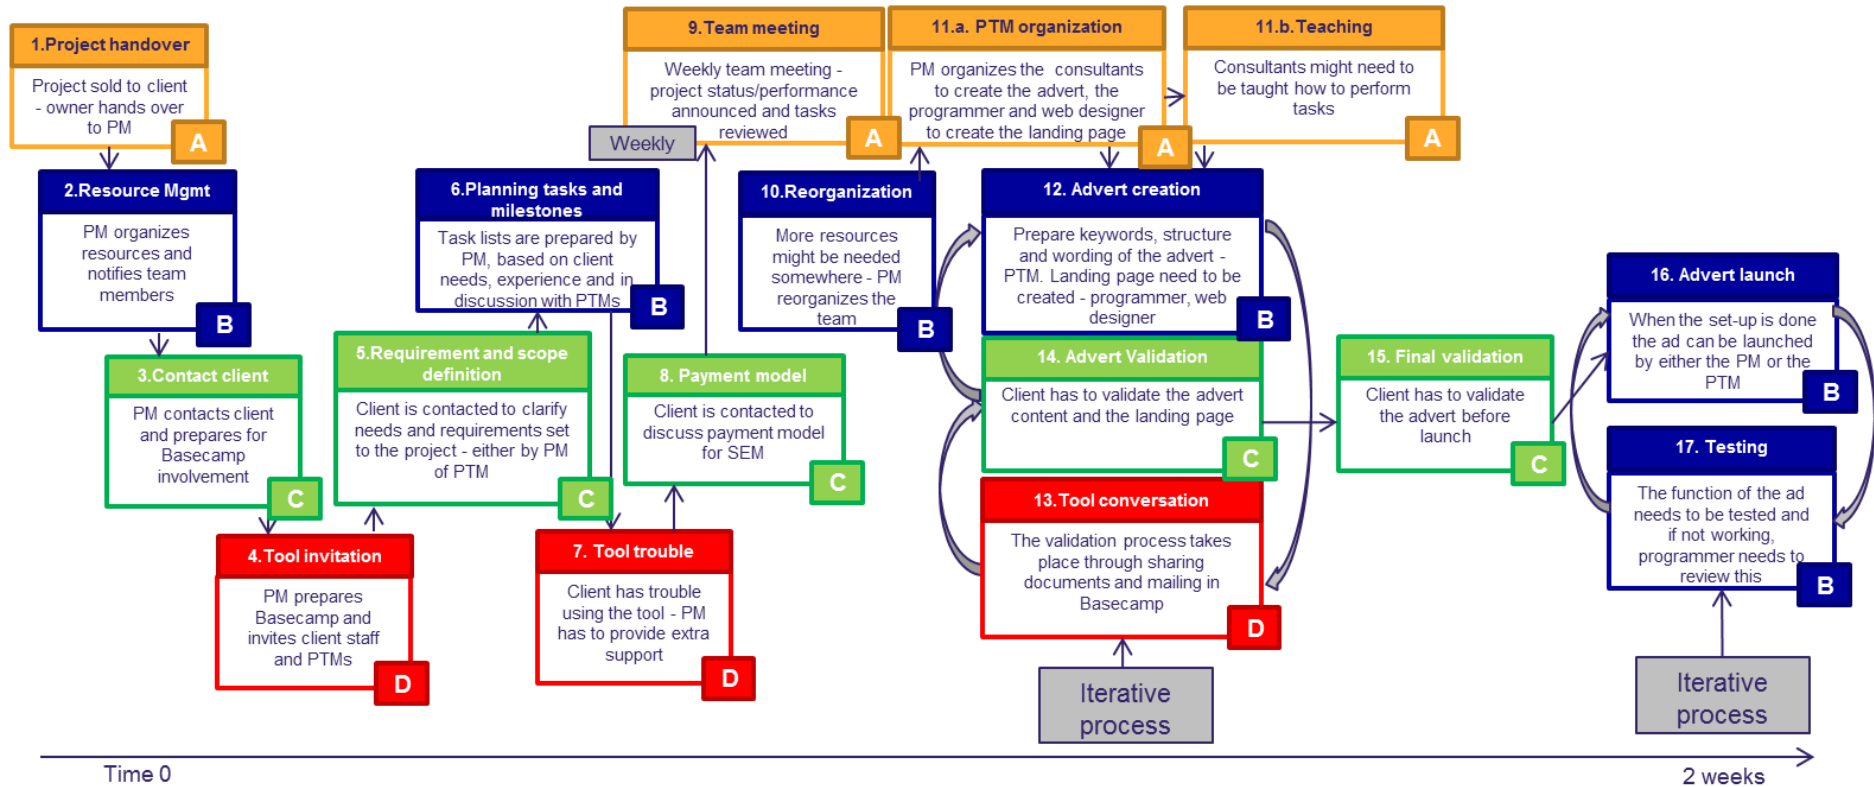 1.Project handover
Project sold to client
- owner hands over
to PM
A
2.Resource Mgmt
PM organizes
resources and
notifies team
members
B
3.Contact client
PM contacts client
and prepares for
Basecamp
involvement
C
4.Tool invitation
PM prepares
Basecamp and
invites client staff
and PTMs
D
5.Requirement and scope
definition
Client is contacted to clarify
needs and requirements set
to the project - either by PM
of PTM
C
6.Planning tasks and
milestones
Task lists are prepared by
PM, based on client
needs, experience and in
discussion with PTMs
B
7. Tool trouble
Client has trouble
using the tool - PM
has to provide extra
support
D
8. Payment model
Client is contacted to
discuss payment model
for SEM
C
9.Team meeting
Weekly team meeting -
project status/performance
announced and tasks
reviewed
A
Weekly
10.Reorganization
More resources
might be needed
somewhere - PM
reorganizes the
team
B
11.a. PTM organization
PM organizes the consultants
to create the advert, the
programmer and web designer
to create the landing page
A
11.b.Teaching
Consultants might need to
be taught how to perform
tasks
A
12. Advert creation
Prepare keywords, structure
and wording of the advert -
PTM. Landing page need to be
created - programmer, web
designer
B
14. Advert Validation
Client has to validate the advert
content and the landing page
C
13.Tool conversation
The validation process takes
place through sharing
documents and mailing in
Basecamp
D
Iterative
process
15. Final validation
Client has to validate
the advert before
launch
C
16. Advert launch
When the set-up is done
the ad can be launched
by either the PM or the
PTM
B
17. Testing
The function of the ad
needs to be tested and
if not working,
programmer needs to
review this
B
Iterative
process
Time 0
2 weeks